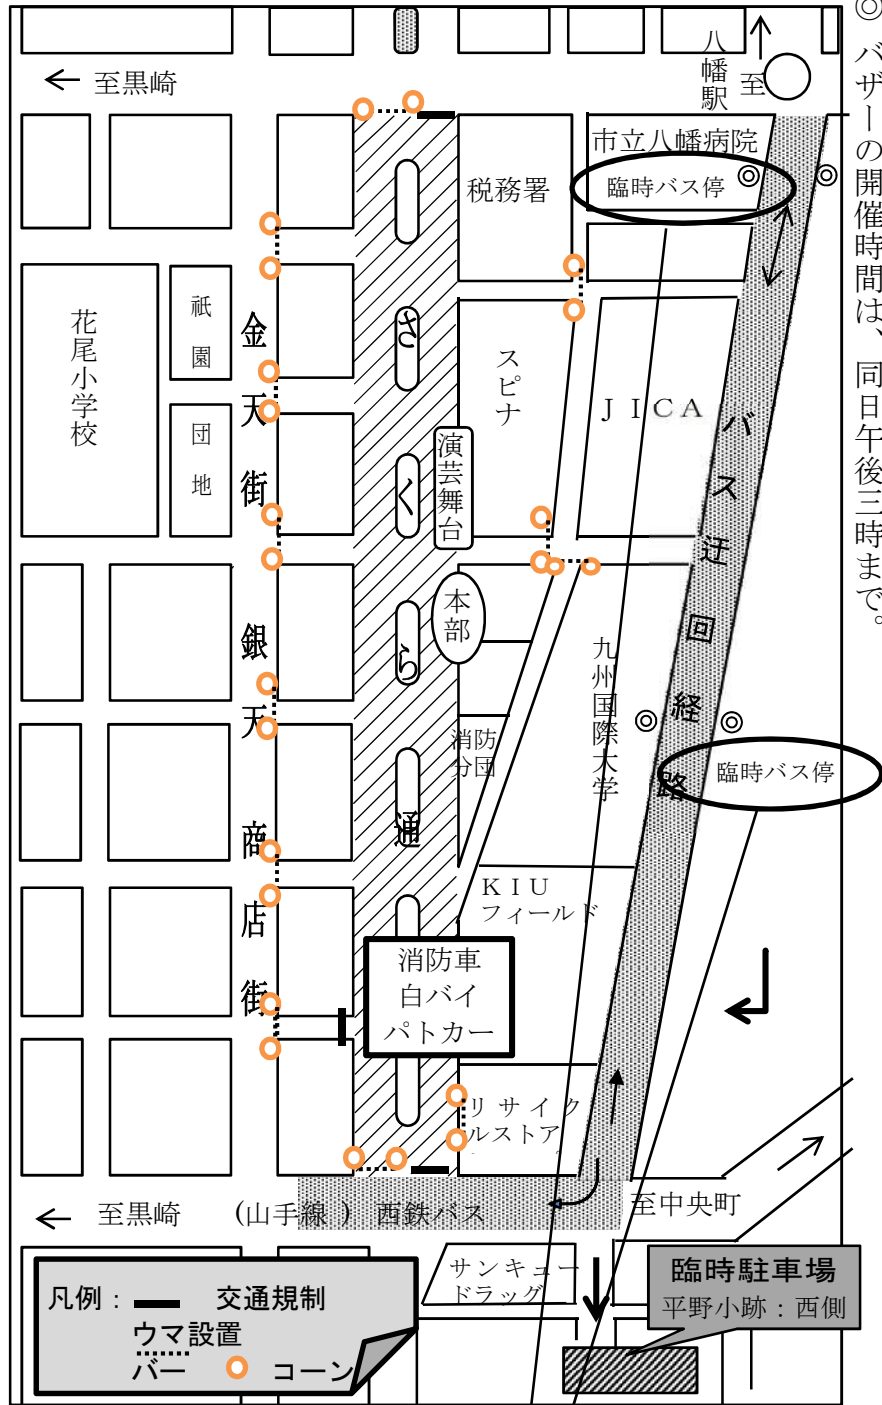 ◎ バザーの開催時間は、同日午後三時まで。
← 至黒崎
八幡駅
至
市立八幡病院
臨時バス停
税務署
花尾小学校
祇園
団地
金天街
銀天商店街
さくら通
スピナ
JICA
演芸舞台
本部
バス迂回経路
九州国際大学
消防
分団
臨時バス停
KIU
フィールド
消防車
白バイ
パトカー
リサイク
ルストア
← 至黒崎 (山手線) 西鉄バス
至中央町
サンキュー
ドラッグ
臨時駐車場
平野小跡：西側
凡例： 交通規制
ウマ設置
バー コーン